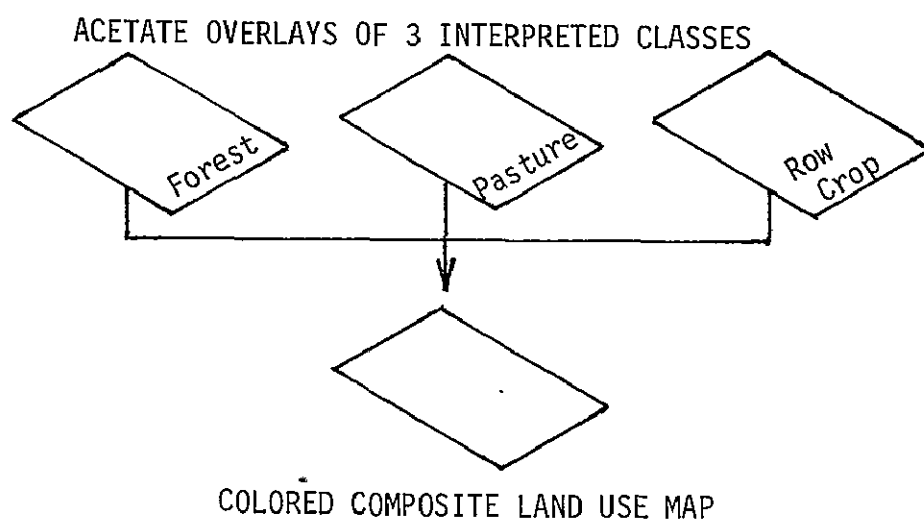 ACETATE OVERLAYS OF 3 INTERPRETED CLASSES
Forest
Pasture
Row
Crop
COLORED COMPOSITE LAND USE MAP